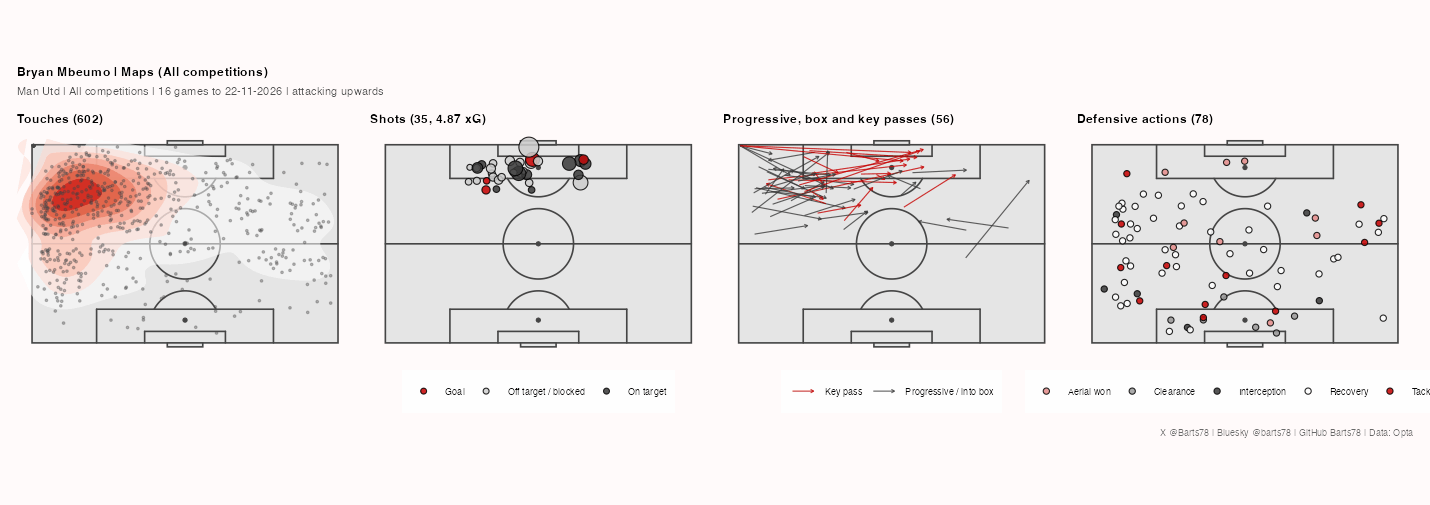 Bryan Mbeumo | Maps (All competitions)
Man Utd | All competitions | 16 games to 22-11-2026 | attacking upwards
Touches (602)
Shots (35, 4.87 xG)
Progressive, box and key passes (56)
Defensive actions (78)
Goal Off target / blocked On target
Key pass Progressive / Into box
Aerial won Clearance Interception Recovery Tack
X @Barts78 | Bluesky @barts78 | GitHub Barts78 | Data: Opta